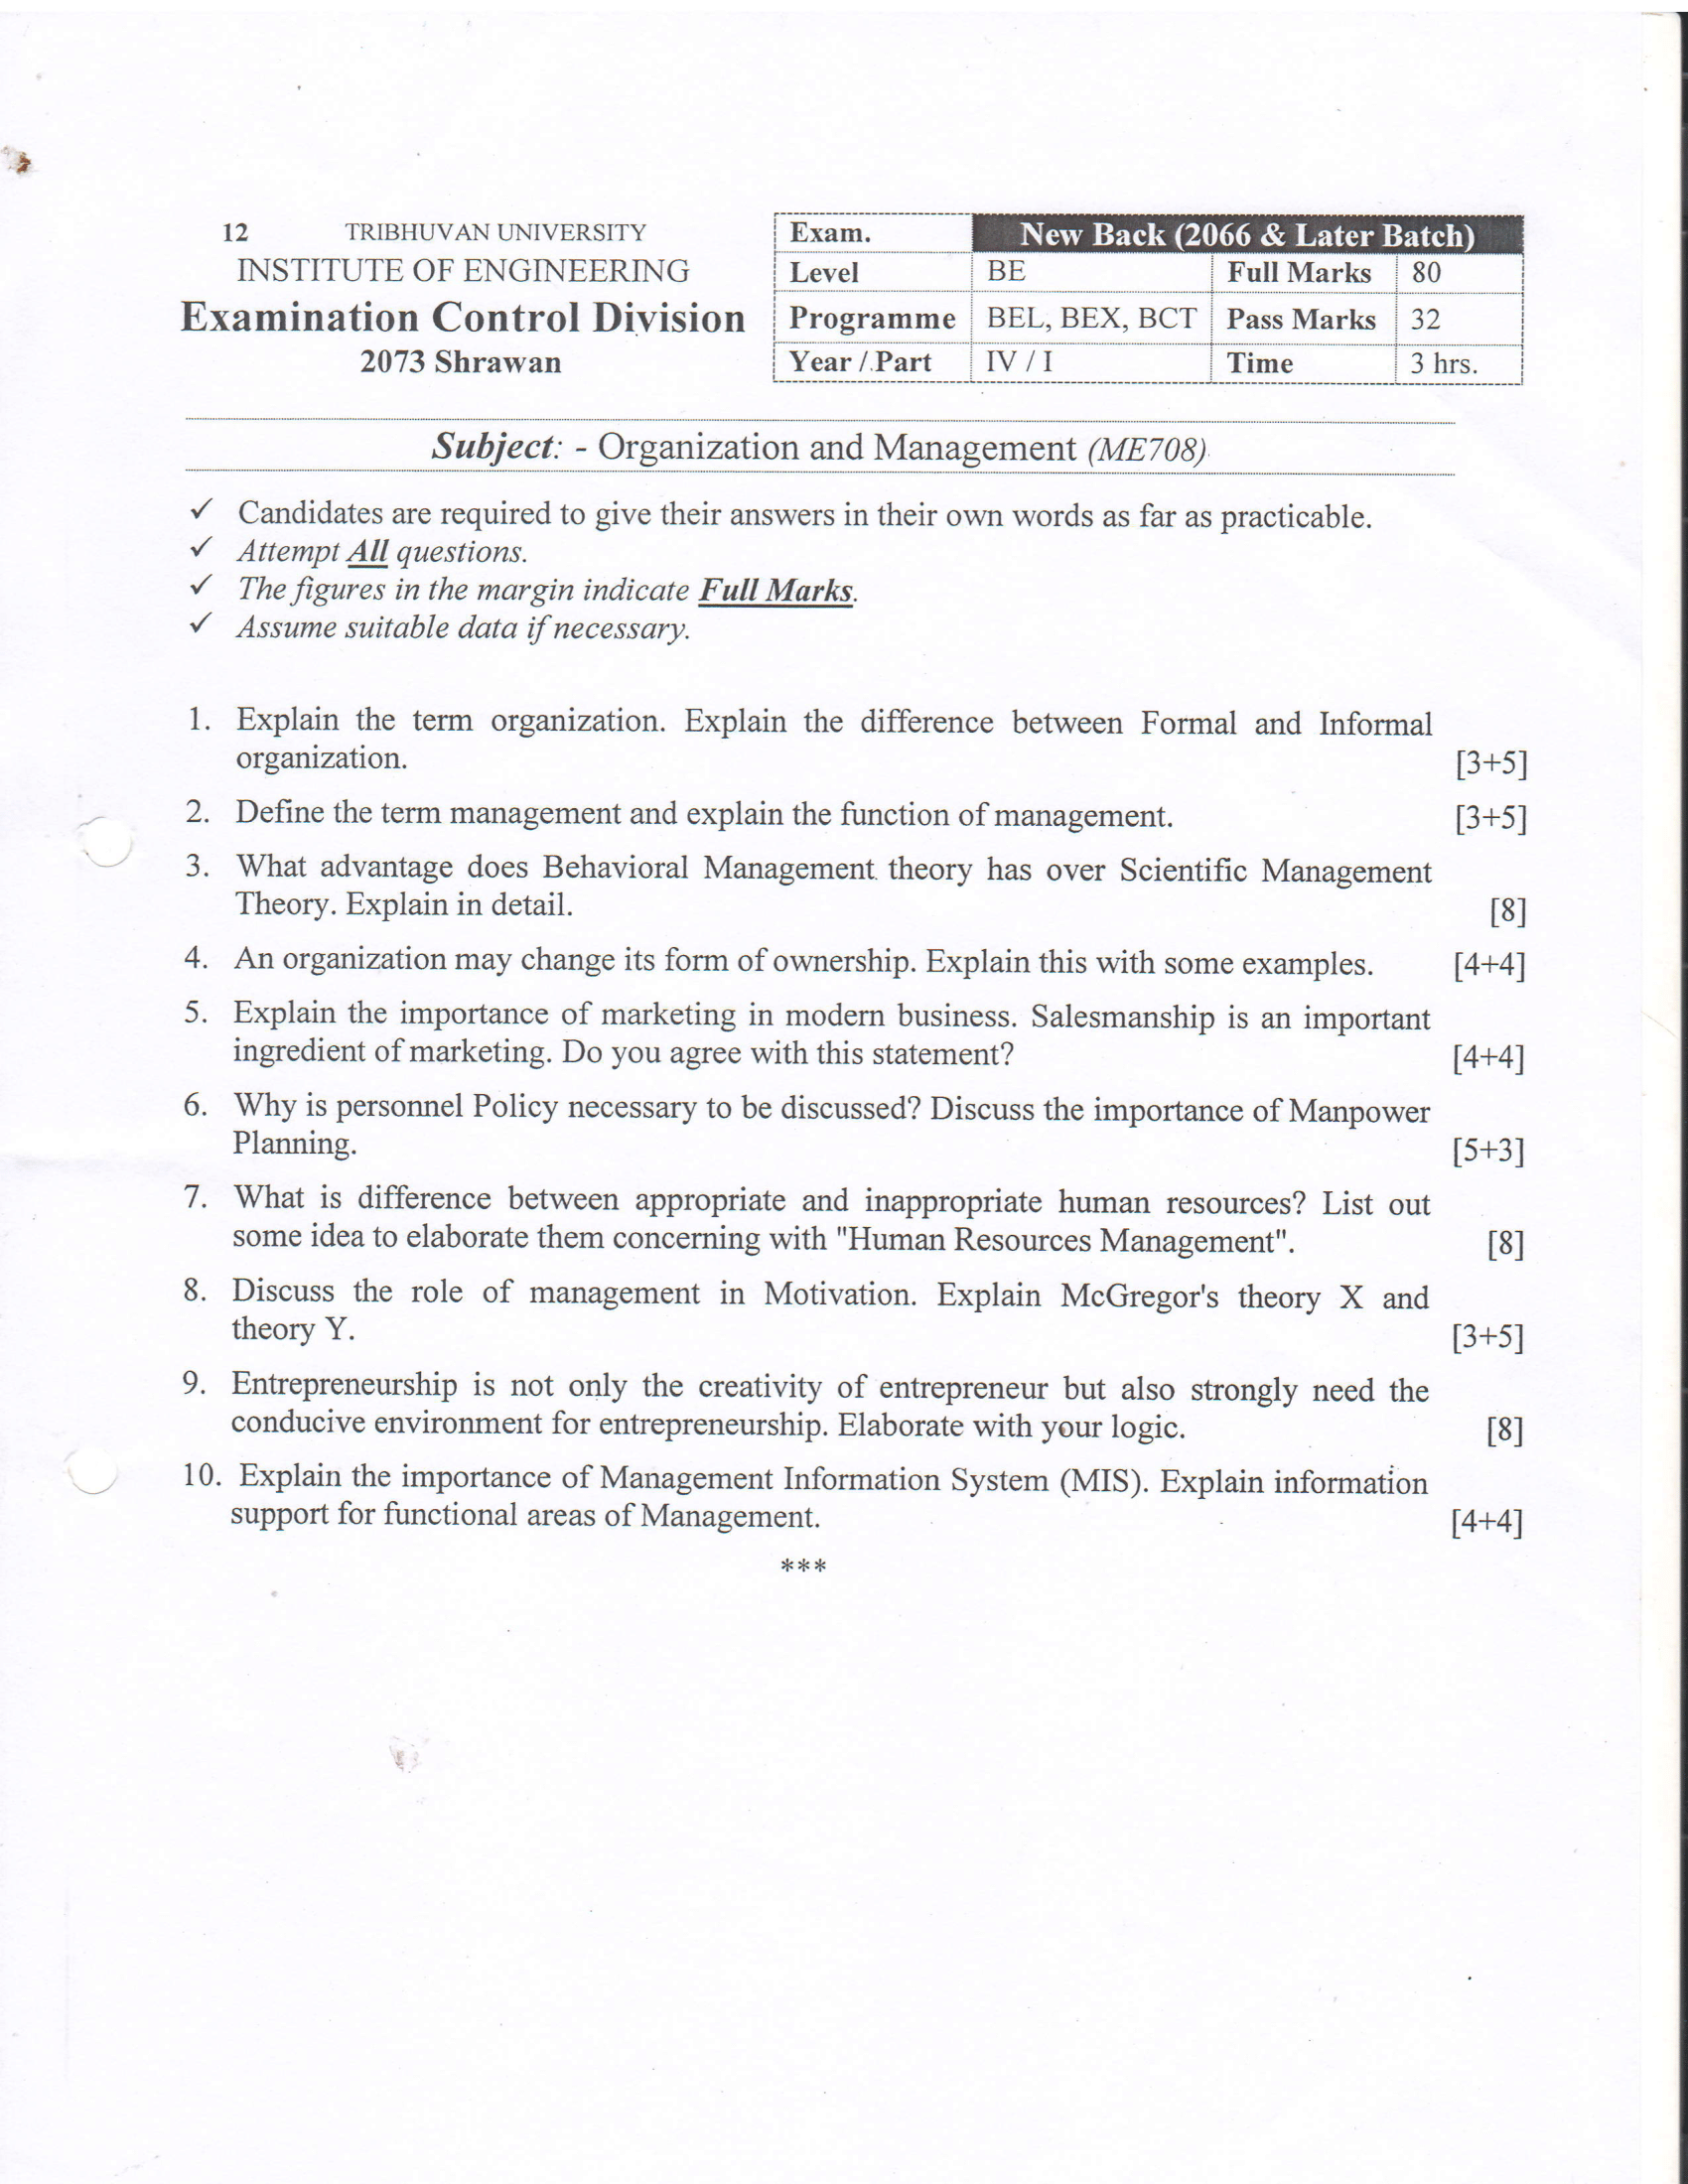 12 TRIBHUVAN UNIVERSITY
INSTITUTE OF ENGINEERING
Examination Control Division
2073 Shrawan
Exam. New Back (2066 & Later Batch)
Level BE Full Marks 80
Programme BEL, BEX, BCT Pass Marks 32
Year / Part IV / I Time 3 hrs.
Subject: - Organization and Management (ME708)
✓ Candidates are required to give their answers in their own words as far as practicable.
✓ Attempt All questions.
✓ The figures in the margin indicate Full Marks.
✓ Assume suitable data if necessary.
1. Explain the term organization. Explain the difference between Formal and Informal
organization. [3+5]
2. Define the term management and explain the function of management. [3+5]
3. What advantage does Behavioral Management theory has over Scientific Management
Theory. Explain in detail. [8]
4. An organization may change its form of ownership. Explain this with some examples. [4+4]
5. Explain the importance of marketing in modern business. Salesmanship is an important
ingredient of marketing. Do you agree with this statement? [4+4]
6. Why is personnel Policy necessary to be discussed? Discuss the importance of Manpower
Planning. [5+3]
7. What is difference between appropriate and inappropriate human resources? List out
some idea to elaborate them concerning with "Human Resources Management". [8]
8. Discuss the role of management in Motivation. Explain McGregor's theory X and
theory Y. [3+5]
9. Entrepreneurship is not only the creativity of entrepreneur but also strongly need the
conducive environment for entrepreneurship. Elaborate with your logic. [8]
10. Explain the importance of Management Information System (MIS). Explain information
support for functional areas of Management. [4+4]
***